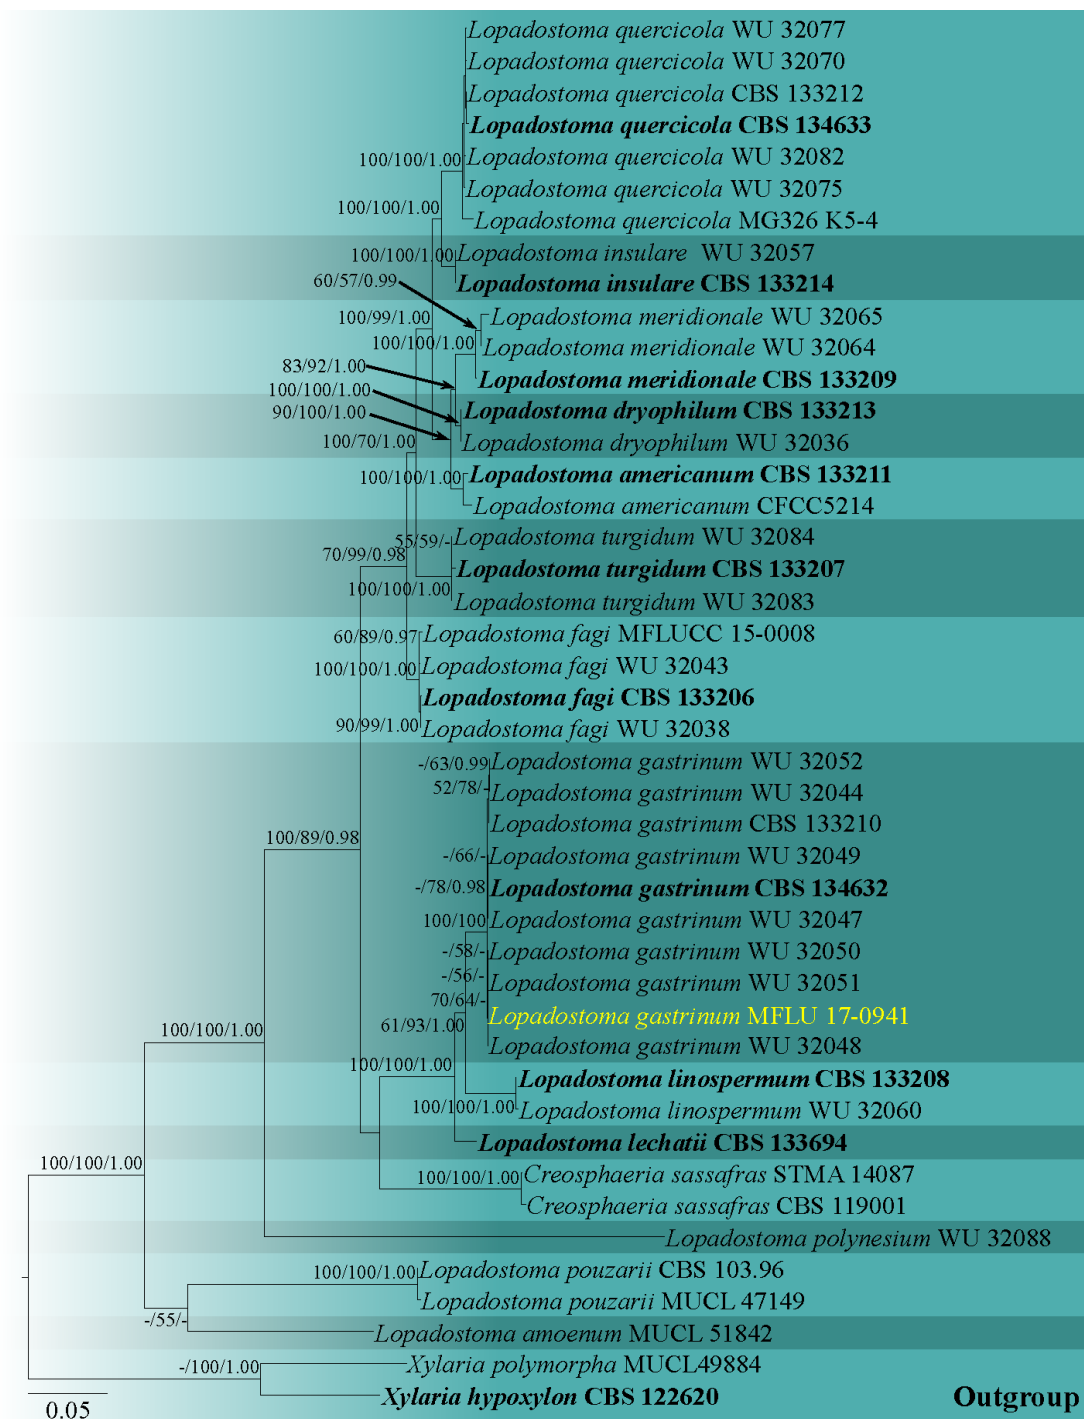 Lopadostoma quercicola WU 32077
Lopadostoma quercicola WU 32070
Lopadostoma quercicola CBS 133212
Lopadostoma quercicola CBS 134633
100/100/1.00
Lopadostoma quercicola WU 32082
Lopadostoma quercicola WU 32075
100/100/1.00
Lopadostoma quercicola MG326 K5-4
100/100/1.00
Lopadostoma insulare WU 32057
60/57/0.99
Lopadostoma insulare CBS 133214
100/99/1.00
Lopadostoma meridionale WU 32065
100/100/1.00
Lopadostoma meridionale WU 32064
83/92/1.00
Lopadostoma meridionale CBS 133209
100/100/1.00
90/100/1.00
Lopadostoma dryophilum CBS 133213
100/70/1.00
Lopadostoma dryophilum WU 32036
100/100/1.00
Lopadostoma americanum CBS 133211
Lopadostoma americanum CFCC5214
55/59/-
Lopadostoma turgidum WU 32084
70/99/0.98
Lopadostoma turgidum CBS 133207
100/100/1.00
Lopadostoma turgidum WU 32083
60/89/0.97
Lopadostoma fagi MFLUCC 15-0008
100/100/1.00
Lopadostoma fagi WU 32043
Lopadostoma fagi CBS 133206
90/99/1.00
Lopadostoma fagi WU 32038
-/63/0.99
Lopadostoma gastrinum WU 32052
52/78/-
Lopadostoma gastrinum WU 32044
Lopadostoma gastrinum CBS 133210
100/89/0.98
-/66/-
Lopadostoma gastrinum WU 32049
-/78/0.98
Lopadostoma gastrinum CBS 134632
100/100
Lopadostoma gastrinum WU 32047
-/58/-
Lopadostoma gastrinum WU 32050
-/56/-
Lopadostoma gastrinum WU 32051
70/64/-
Lopadostoma gastrinum MFLU 17-0941
61/93/1.00
100/100/1.00
Lopadostoma gastrinum WU 32048
100/100/1.00
Lopadostoma linospermum CBS 133208
100/100/1.00
Lopadostoma linospermum WU 32060
Lopadostoma lechatii CBS 133694
100/100/1.00
100/100/1.00
Creosphaeria sassafras STMA 14087
Creosphaeria sassafras CBS 119001
Lopadostoma polynesium WU 32088
100/100/1.00
Lopadostoma pouzarii CBS 103.96
Lopadostoma pouzarii MUCL 47149
-/55/-
Lopadostoma amoenum MUCL 51842
-/100/1.00
Xylaria polymorpha MUCL49884
Xylaria hypoxylon CBS 122620
Outgroup
0.05